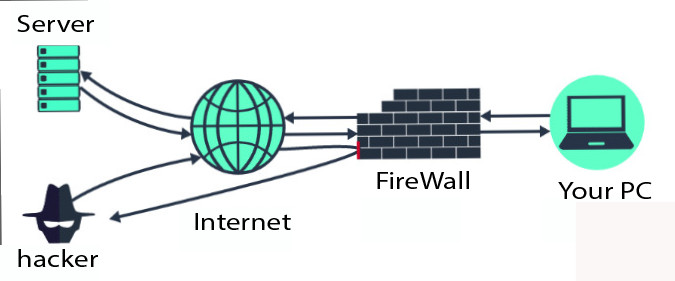 Server
Internet
FireWall
Your PC
hacker